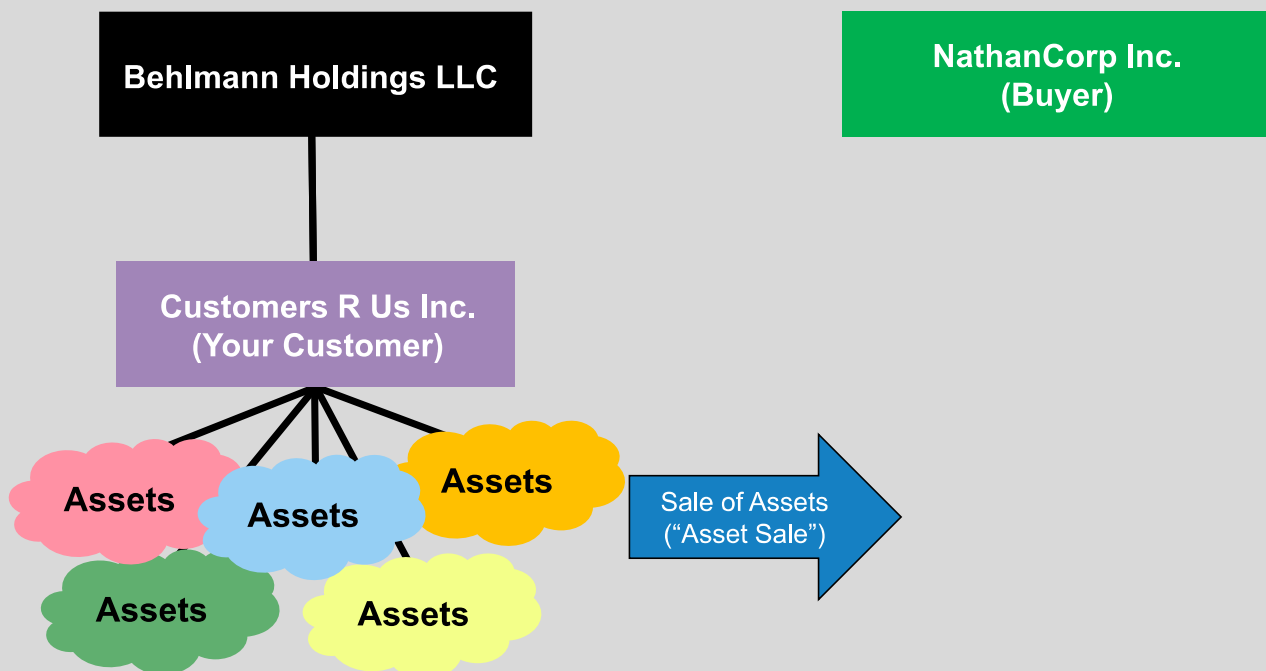 Behlmann Holdings LLC
NathanCorp Inc.
(Buyer)
Customers R Us Inc.
(Your Customer)
Assets
Assets
Assets
Sale of Assets
(“Asset Sale”)
Assets
Assets